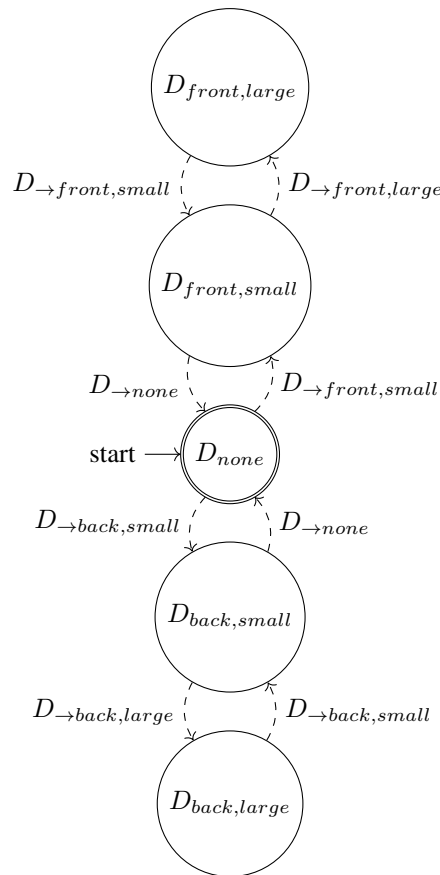 D_{front,large}
D_{→front,small} D_{→front,large}
D_{front,small}
D_{→none} D_{→front,small}
start D_{none}
D_{→back,small} D_{→none}
D_{back,small}
D_{→back,large} D_{→back,small}
D_{back,large}